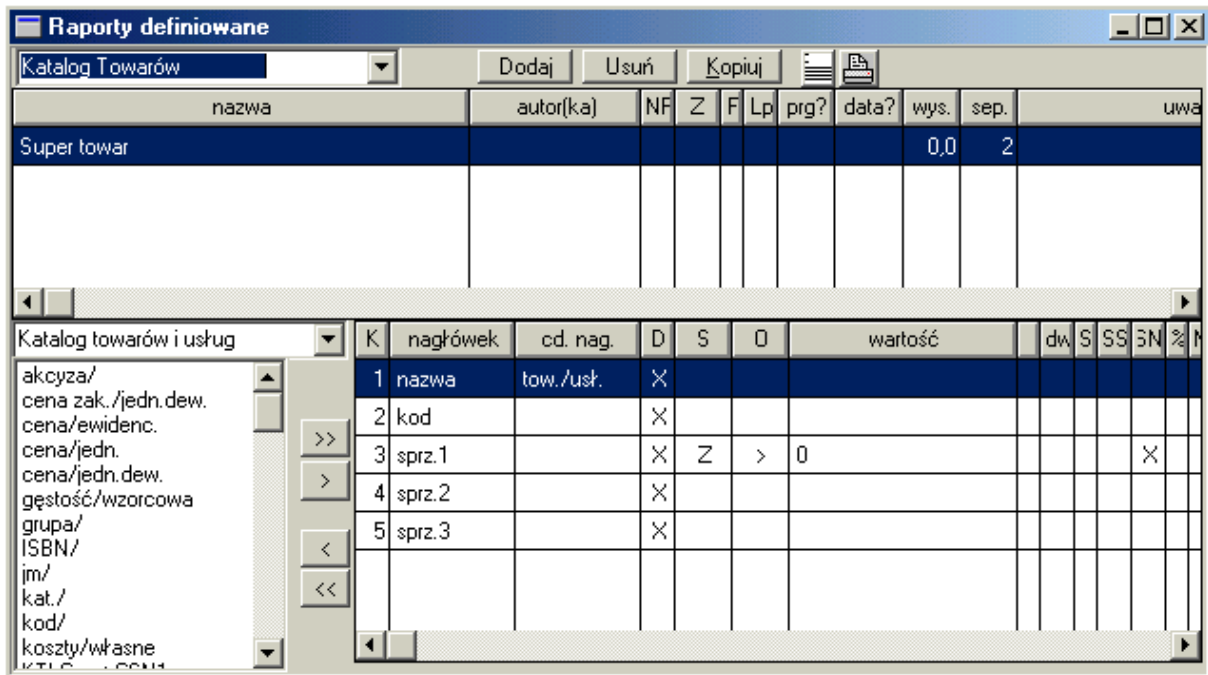 Raporty definiowane
Katalog Towarów Dodaj Usuń Kopiuj
nazwa autor(ka) NF Z F Lp prg? data? wys. sep. uwa
Super towar 0,0 2
Katalog towarów i usług K nagłówek cd. nag. D S O wartość dw S SS SN %
akcyza/
cena zak./jedn.dew.
cena/ewidenc.
cena/jedn.
cena/jedn.dew.
gęstość/wzorcowa
grupa/
ISBN/
jm/
kat./
kod/
koszty/własne
>>
>
<
<<
1 nazwa tow./usł. X
2 kod X
3 sprz.1 X Z > 0 X
4 sprz.2 X
5 sprz.3 X